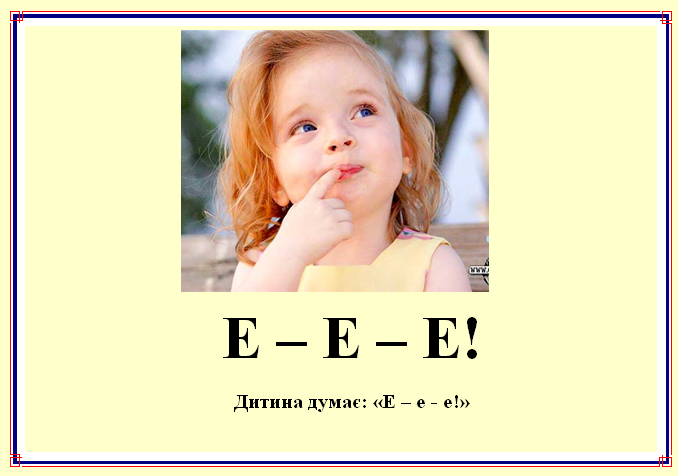 Е – Е – Е!
Дитина думає: «Е – е - е!»